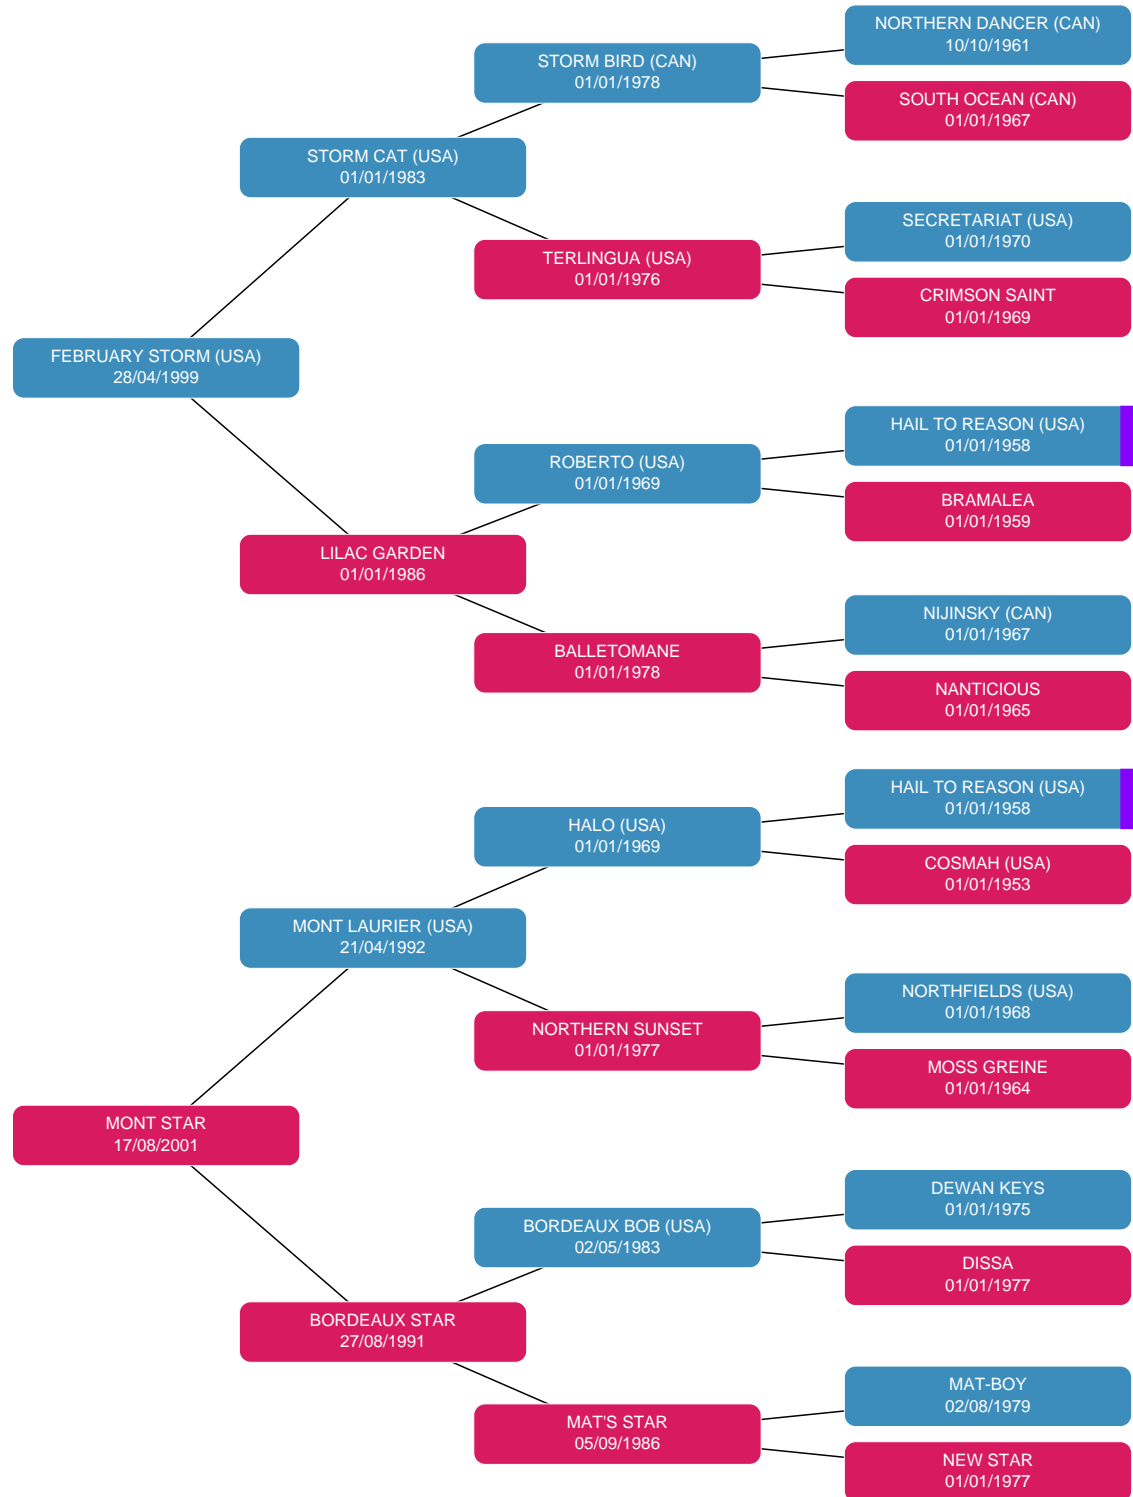 NORTHERN DANCER (CAN)
10/10/1961
STORM BIRD (CAN)
01/01/1978
SOUTH OCEAN (CAN)
01/01/1967
STORM CAT (USA)
01/01/1983
SECRETARIAT (USA)
01/01/1970
TERLINGUA (USA)
01/01/1976
CRIMSON SAINT
01/01/1969
FEBRUARY STORM (USA)
28/04/1999
HAIL TO REASON (USA)
01/01/1958
ROBERTO (USA)
01/01/1969
BRAMALEA
01/01/1959
LILAC GARDEN
01/01/1986
NIJINSKY (CAN)
01/01/1967
BALLETOMANE
01/01/1978
NANTICIOUS
01/01/1965
HAIL TO REASON (USA)
01/01/1958
HALO (USA)
01/01/1969
COSMAH (USA)
01/01/1953
MONT LAURIER (USA)
21/04/1992
NORTHFIELDS (USA)
01/01/1968
NORTHERN SUNSET
01/01/1977
MOSS GREINE
01/01/1964
MONT STAR
17/08/2001
DEWAN KEYS
01/01/1975
BORDEAUX BOB (USA)
02/05/1983
DISSA
01/01/1977
BORDEAUX STAR
27/08/1991
MAT-BOY
02/08/1979
MAT'S STAR
05/09/1986
NEW STAR
01/01/1977